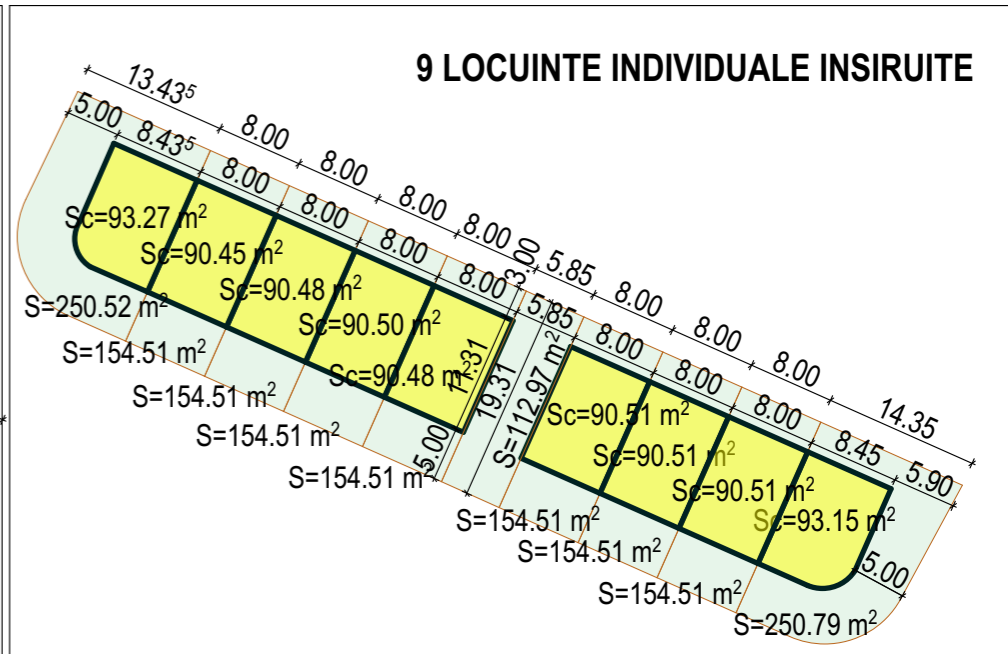 9 LOCUINTE INDIVIDUALE INSIRUITE
13.43⁵
8.00
8.00
8.00
8.00
5.85
8.00
8.00
8.00
14.35
5.00
8.43⁵
8.00
8.00
8.00
8.00
3.00
5.85
8.00
8.00
8.00
8.45
5.90
Sc=93.27 m²
Sc=90.45 m²
Sc=90.48 m²
Sc=90.50 m²
Sc=90.48 m²
11.31
19.31
5.00
S=112.97 m²
Sc=90.51 m²
Sc=90.51 m²
Sc=90.51 m²
Sc=93.15 m²
5.00
S=250.52 m²
S=154.51 m²
S=154.51 m²
S=154.51 m²
S=154.51 m²
S=154.51 m²
S=154.51 m²
S=154.51 m²
S=250.79 m²